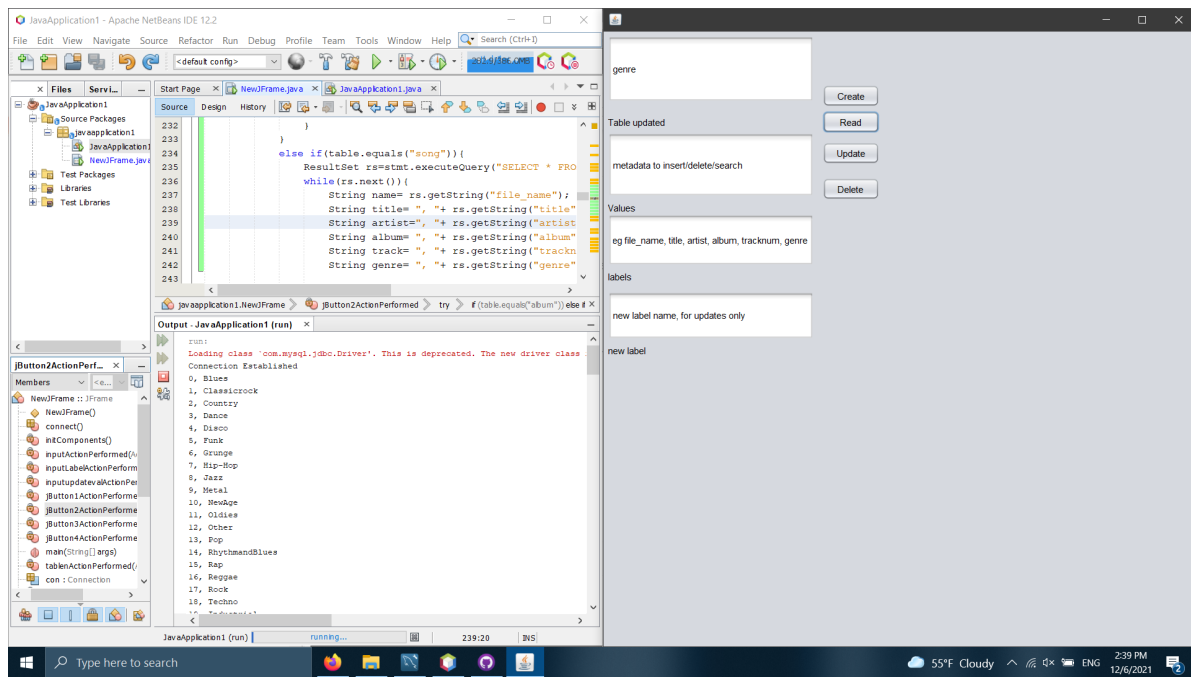 JavaApplication1 - Apache NetBeans IDE 12.2
File Edit View Navigate Source Refactor Run Debug Profile Team Tools Window Help
Search (Ctrl+I)
<default config>
Files
Servi...
JavaApplication1
Source Packages
javaapplication1
JavaApplication1
NewJFrame.java
Test Packages
Libraries
Test Libraries
Start Page
NewJFrame.java
JavaApplication1.java
Source Design History
232 }
233 }
234 else if(table.equals("song")){
235 ResultSet rs=stmt.executeQuery("SELECT * FRO
236 while(rs.next()){
237 String name= rs.getString("file_name");
238 String title= ", "+ rs.getString("title"
239 String artist=", "+ rs.getString("artist
240 String album= ", "+ rs.getString("album"
241 String track= ", "+ rs.getString("trackn
242 String genre= ", "+ rs.getString("genre"
243
javaapplication1.NewJFrame
jButton2ActionPerformed
try
if (table.equals("album")) else if
jButton2ActionPerf...
Members
<e...
NewJFrame :: JFrame
NewJFrame()
connect()
initComponents()
inputActionPerformed(A
inputLabelActionPerform
inputupdatevalActionPer
jButton1ActionPerforme
jButton2ActionPerforme
jButton3ActionPerforme
jButton4ActionPerforme
main(String[] args)
tablenActionPerformed(
con : Connection
Output - JavaApplication1 (run)
run:
Loading class `com.mysql.jdbc.Driver'. This is deprecated. The new driver class
Connection Established
0, Blues
1, Classicrock
2, Country
3, Dance
4, Disco
5, Funk
6, Grunge
7, Hip-Hop
8, Jazz
9, Metal
10, NewAge
11, Oldies
12, Other
13, Pop
14, RhythmandBlues
15, Rap
16, Reggae
17, Rock
18, Techno
JavaApplication1 (run)
running...
239:20
INS
genre
Table updated
metadata to insert/delete/search
Values
eg file_name, title, artist, album, tracknum, genre
labels
new label name, for updates only
new label
Create
Read
Update
Delete
Type here to search
55°F Cloudy
ENG
2:39 PM
12/6/2021
2